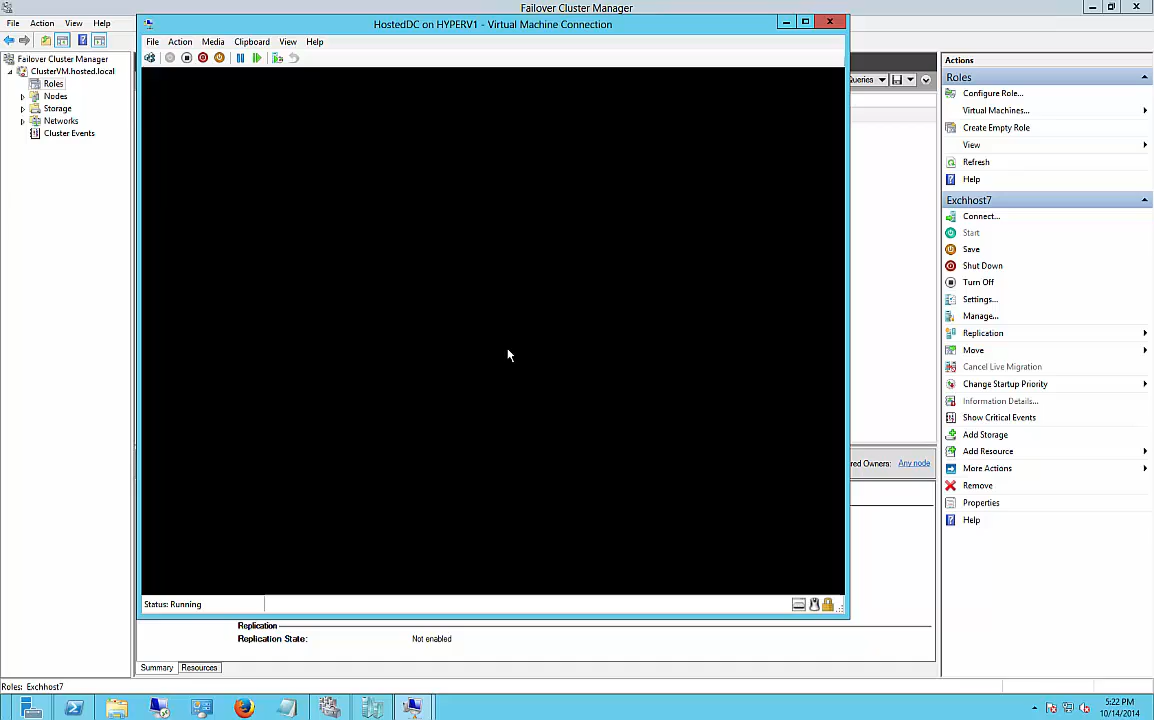 Failover Cluster Manager
HostedDC on HYPERV1 - Virtual Machine Connection
File Action View Help
File Action Media Clipboard View Help
Failover Cluster Manager
ClusterVM.hosted.local
Roles
Nodes
Storage
Networks
Cluster Events
Queries
Actions
Roles
Configure Role...
Virtual Machines...
Create Empty Role
View
Refresh
Help
Exchhost7
Connect...
Start
Save
Shut Down
Turn Off
Settings...
Manage...
Replication
Move
Cancel Live Migration
Change Startup Priority
Information Details...
Show Critical Events
Add Storage
Add Resource
More Actions
Remove
Properties
Help
red Owners: Any node
Status: Running
Replication
Replication State: Not enabled
Summary Resources
Roles: Exchhost7
5:22 PM
10/14/2014